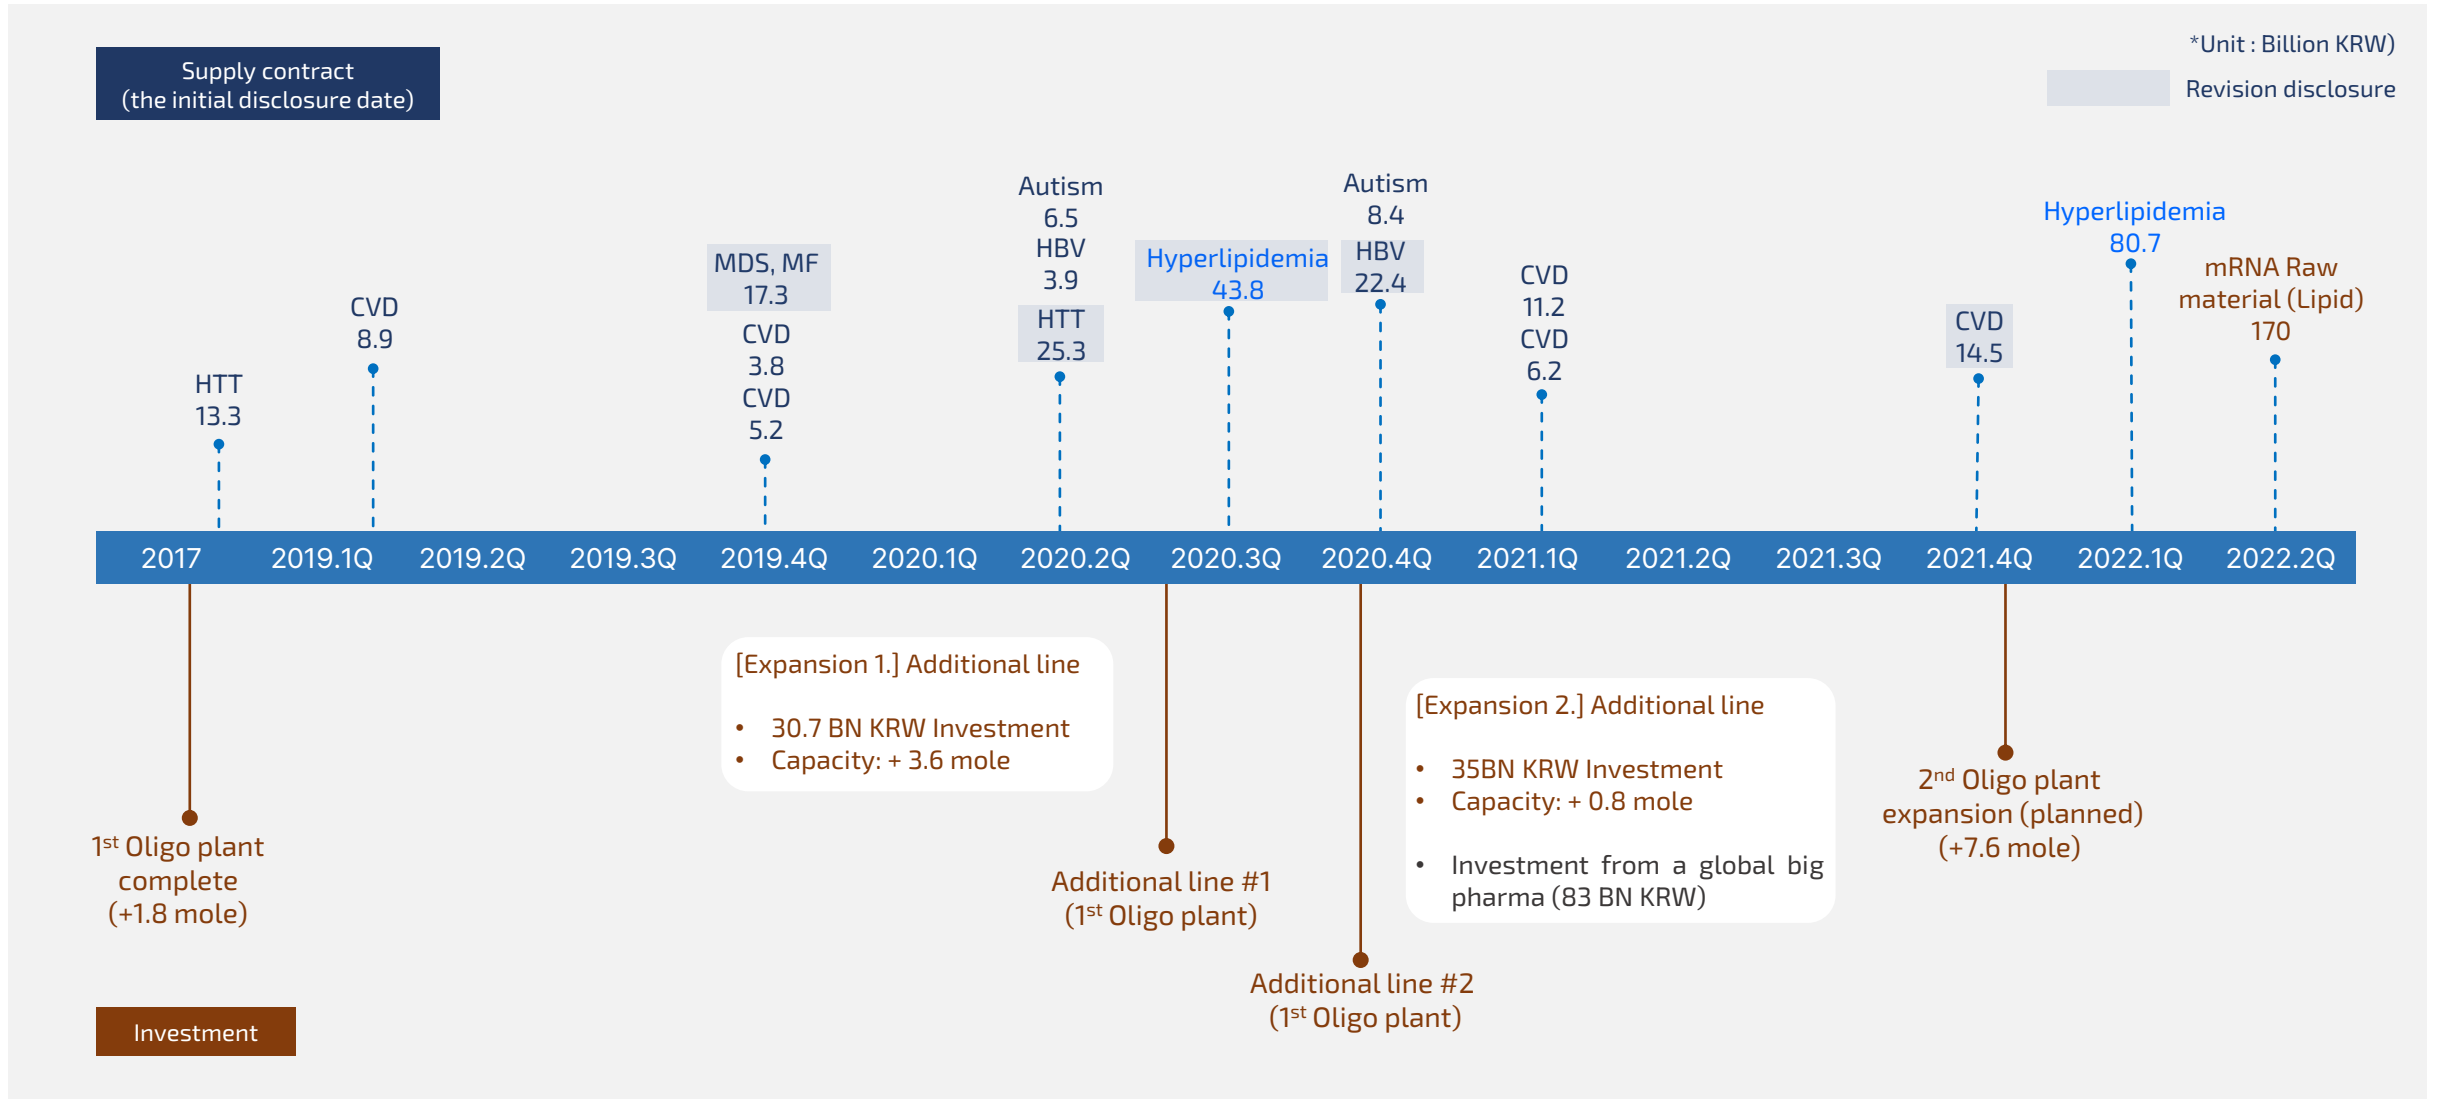 Supply contract
(the initial disclosure date)
*Unit : Billion KRW)
Revision disclosure
HTT
13.3
CVD
8.9
MDS, MF
17.3
CVD
3.8
CVD
5.2
Autism
6.5
HBV
3.9
HTT
25.3
Hyperlipidemia
43.8
Autism
8.4
HBV
22.4
CVD
11.2
CVD
6.2
CVD
14.5
Hyperlipidemia
80.7
mRNA Raw
material (Lipid)
170
2017 2019.1Q 2019.2Q 2019.3Q 2019.4Q 2020.1Q 2020.2Q 2020.3Q 2020.4Q 2021.1Q 2021.2Q 2021.3Q 2021.4Q 2022.1Q 2022.2Q
1st Oligo plant
complete
(+1.8 mole)
[Expansion 1.] Additional line
• 30.7 BN KRW Investment
• Capacity: + 3.6 mole
Additional line #1
(1st Oligo plant)
Additional line #2
(1st Oligo plant)
[Expansion 2.] Additional line
• 35BN KRW Investment
• Capacity: + 0.8 mole
• Investment from a global big
pharma (83 BN KRW)
2nd Oligo plant
expansion (planned)
(+7.6 mole)
Investment